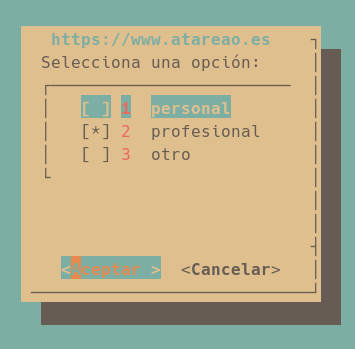 https://www.atareao.es
Selecciona una opción:
[ ] 1 personal
[*] 2 profesional
[ ] 3 otro
<Aceptar > <Cancelar>